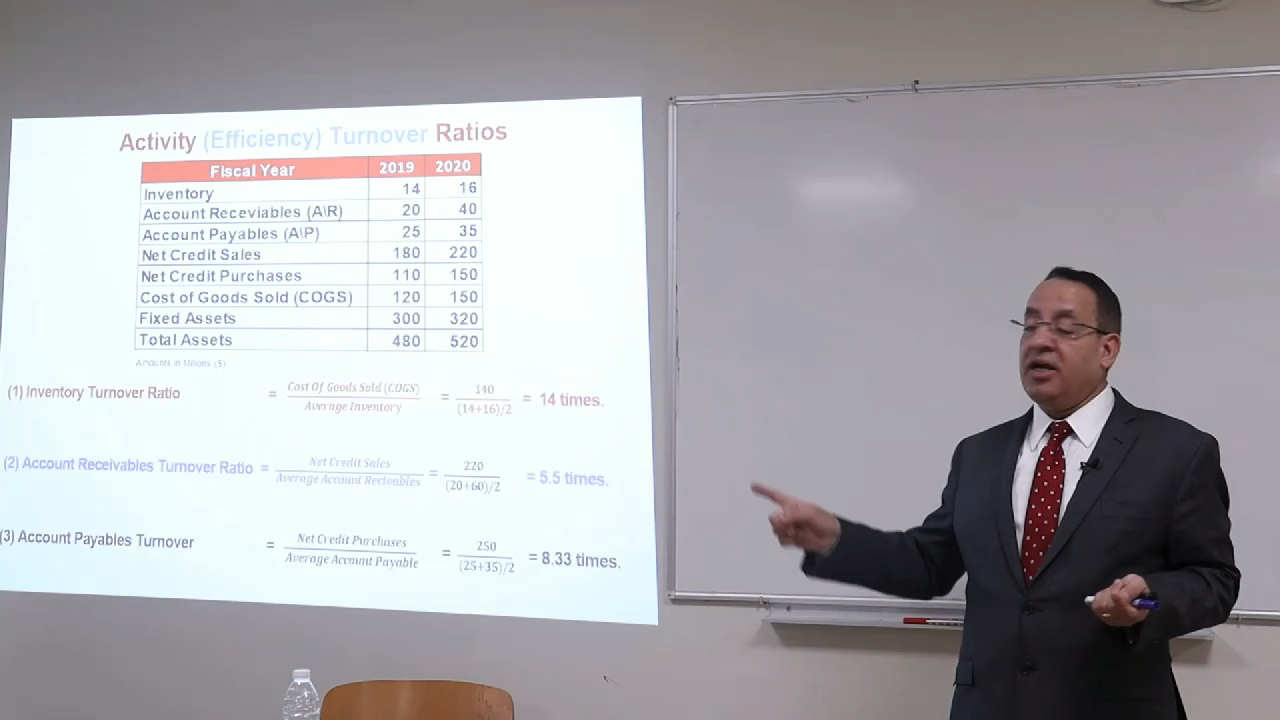 Activity (Efficiency) Turnover Ratios
Fiscal Year 2019 2020
Inventory 14 16
Account Receviables (A\R) 20 40
Account Payables (A\P) 25 35
Net Credit Sales 180 220
Net Credit Purchases 110 150
Cost of Goods Sold (COGS) 120 150
Fixed Assets 300 320
Total Assets 480 520
Amounts in Milions ($)
(1) Inventory Turnover Ratio = Cost Of Goods Sold (COGS) / Average Inventory = 140 / (14+16)/2 = 14 times.
(2) Account Receivables Turnover Ratio = Net Credit Sales / Average Account Recivables = 220 / (20+60)/2 = 5.5 times.
(3) Account Payables Turnover = Net Credit Purchases / Average Account Payable = 250 / (25+35)/2 = 8.33 times.